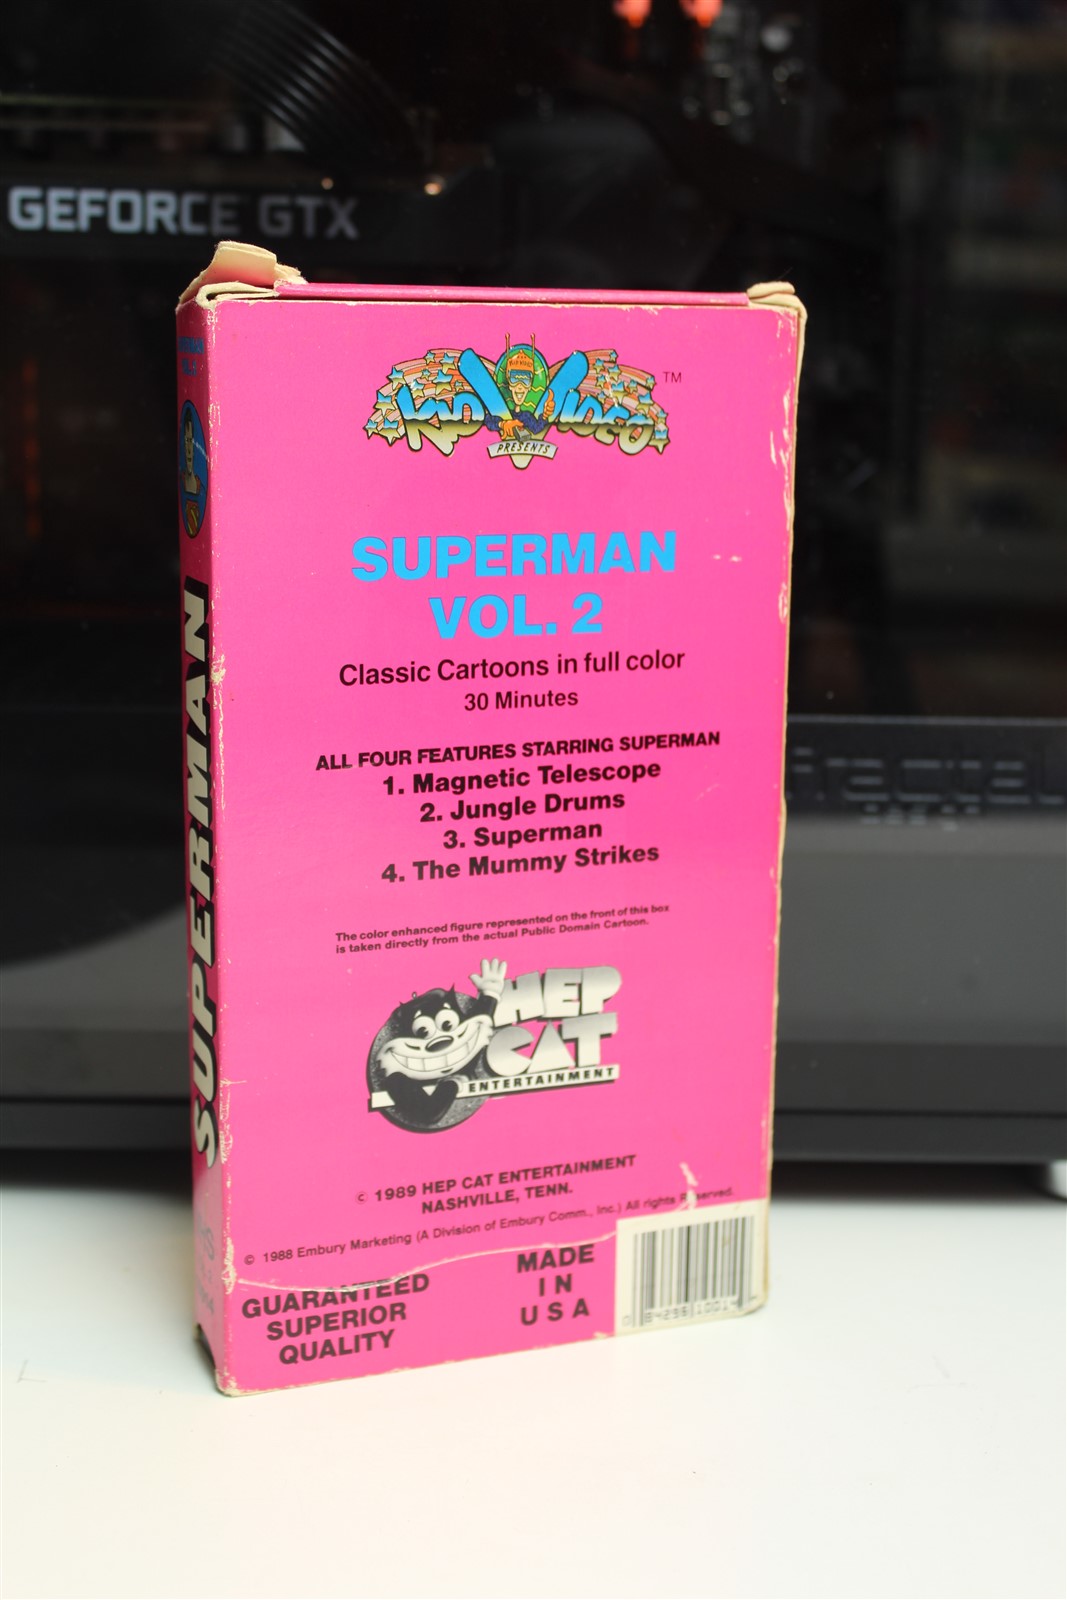 GEFORCE GTX
KID VIDEO
TM
PRESENTS
SUPERMAN
VOL. 2
Classic Cartoons in full color
30 Minutes
ALL FOUR FEATURES STARRING SUPERMAN
1. Magnetic Telescope
2. Jungle Drums
3. Superman
4. The Mummy Strikes
The color enhanced figure represented on the front of this box
is taken directly from the actual Public Domain Cartoon.
HEP
CAT
ENTERTAINMENT
© 1989 HEP CAT ENTERTAINMENT
NASHVILLE, TENN.
© 1988 Embury Marketing (A Division of Embury Comm., Inc.) All rights Reserved.
GUARANTEED
SUPERIOR
QUALITY
MADE
IN
USA
SUPERMAN
fractal